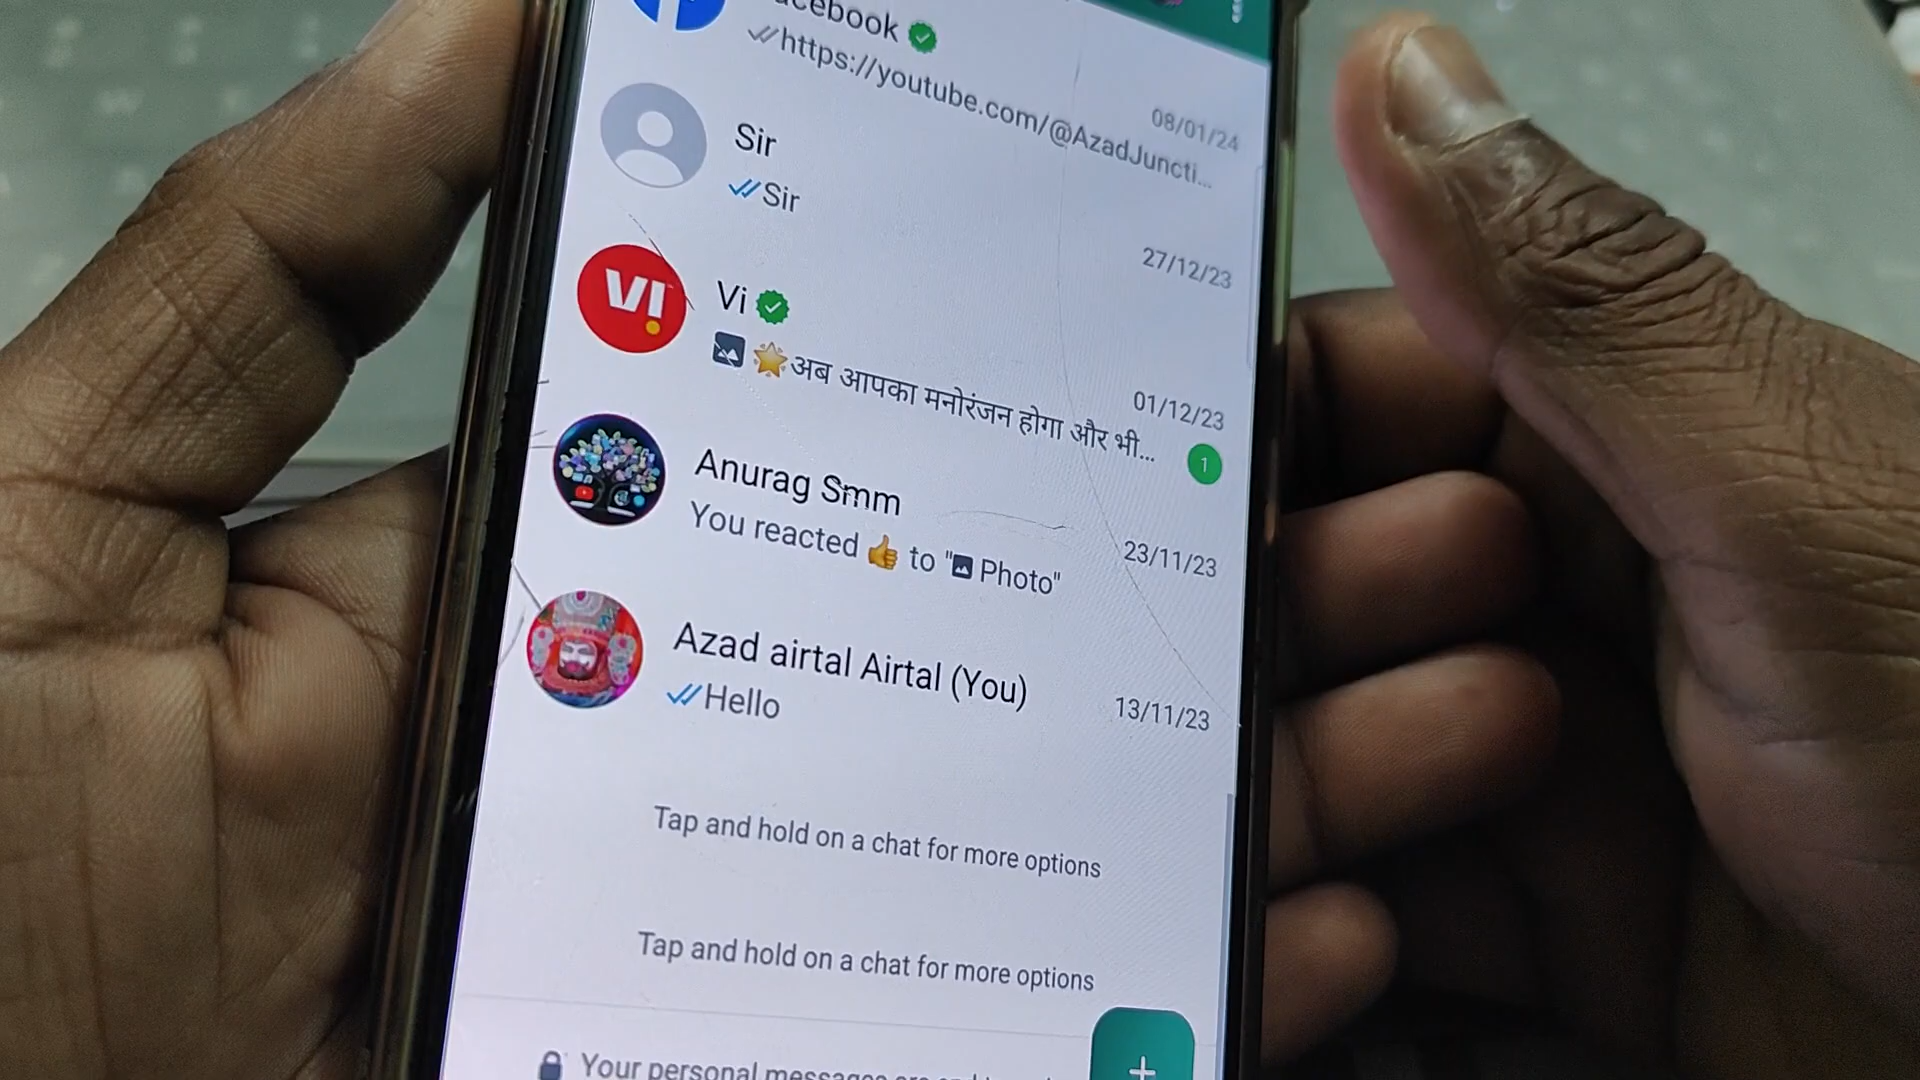 acebook
https://youtube.com/@AzadJuncti...
08/01/24
Sir
Sir
27/12/23
VI
Vi
🌟अब आपका मनोरंजन होगा और भी...
01/12/23
1
Anurag Smm
You reacted 👍 to "Photo"
23/11/23
Azad airtal Airtal (You)
Hello
13/11/23
Tap and hold on a chat for more options
Tap and hold on a chat for more options
Your personal messages are